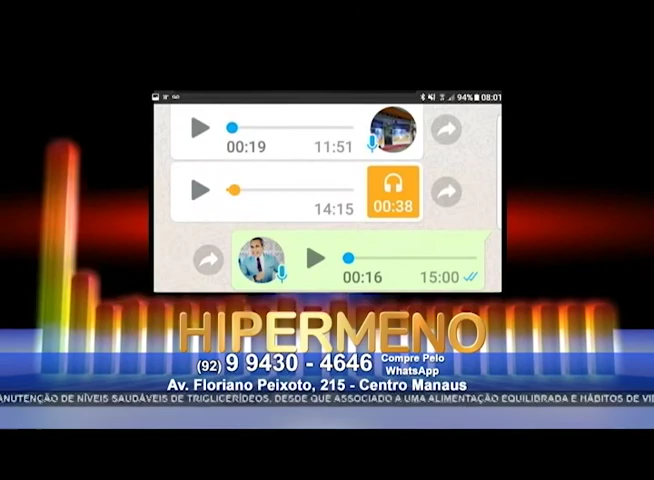 94% 08:01
00:19 11:51
14:15 00:38
00:16 15:00
HIPERMENO
(92) 9 9430 - 4646 Compre Pelo
WhatsApp
Av. Floriano Peixoto, 215 - Centro Manaus
MANUTENÇÃO DE NÍVEIS SAUDÁVEIS DE TRIGLICERÍDEOS, DESDE QUE ASSOCIADO A UMA ALIMENTAÇÃO EQUILIBRADA E HÁBITOS DE VI